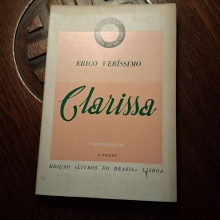 ERICO VERÍSSIMO
Clarissa
EDIÇÃO «LIVROS DO BRASIL» LISBOA